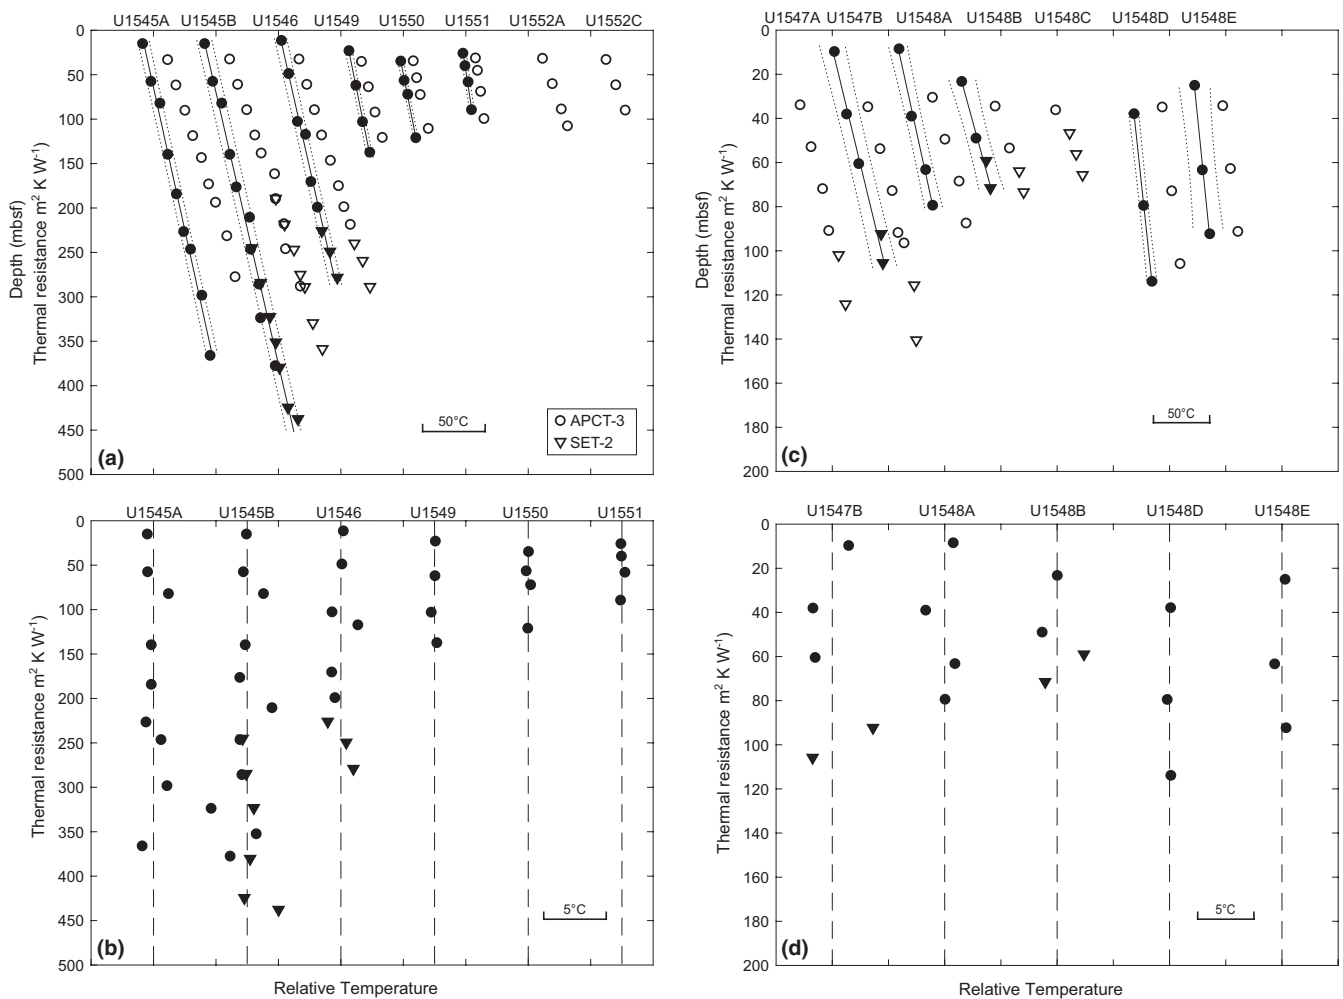 U1545A U1545B U1546 U1549 U1550 U1551 U1552A U1552C
0
50
100
150
200
250
300
350
400
450
500
Depth (mbsf)
Thermal resistance m² K W⁻¹)
50°C
APCT-3
SET-2
(a)
U1547A U1547B U1548A U1548B U1548C U1548D U1548E
0
20
40
60
80
100
120
140
160
180
200
Depth (mbsf)
Thermal resistance m² K W⁻¹)
50°C
(c)
U1545A U1545B U1546 U1549 U1550 U1551
0
50
100
150
200
250
300
350
400
450
500
Thermal resistance m² K W⁻¹)
5°C
(b)
Relative Temperature
U1547B U1548A U1548B U1548D U1548E
0
20
40
60
80
100
120
140
160
180
200
Thermal resistance m² K W⁻¹)
5°C
(d)
Relative Temperature